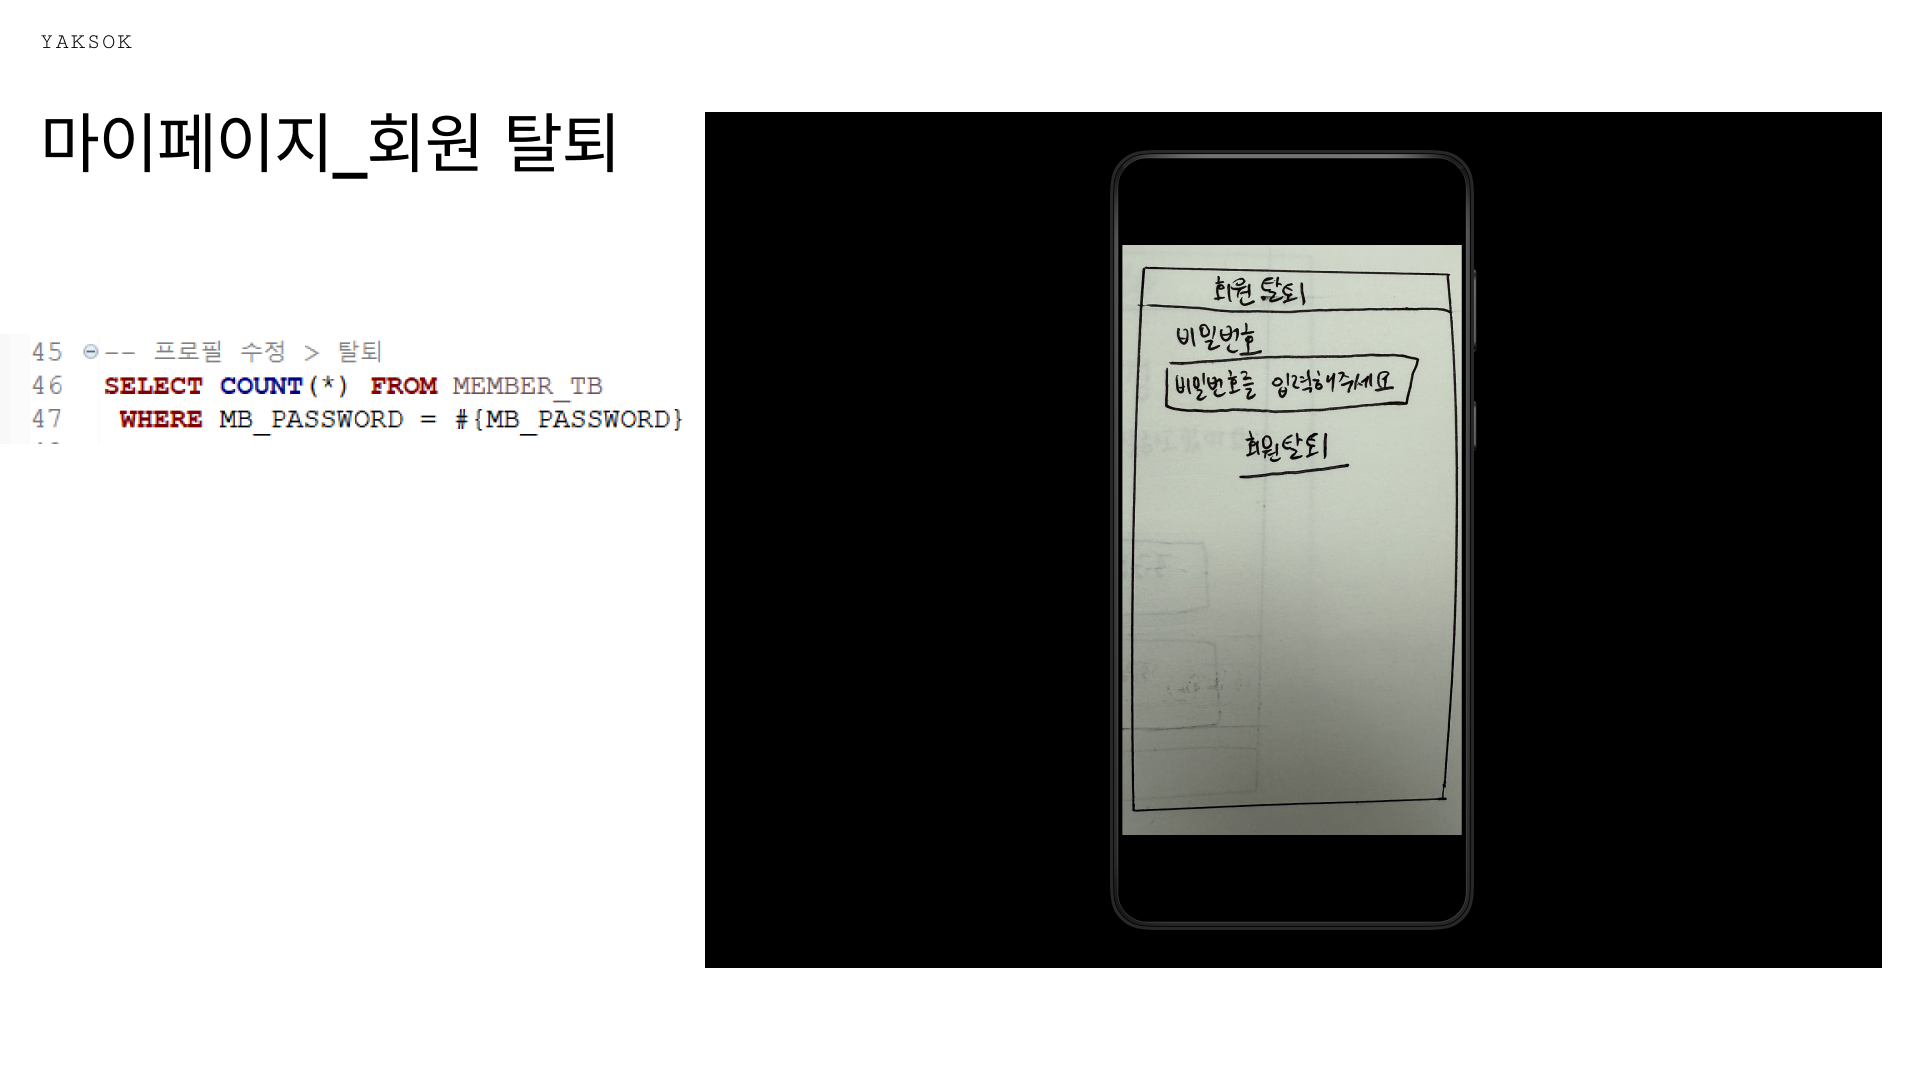 YAKSOK
마이페이지_회원 탈퇴
45 -- 프로필 수정 > 탈퇴
46 SELECT COUNT(*) FROM MEMBER_TB
47 WHERE MB_PASSWORD = #{MB_PASSWORD}
회원 탈퇴
비밀번호
비밀번호를 입력해주세요
회원탈퇴